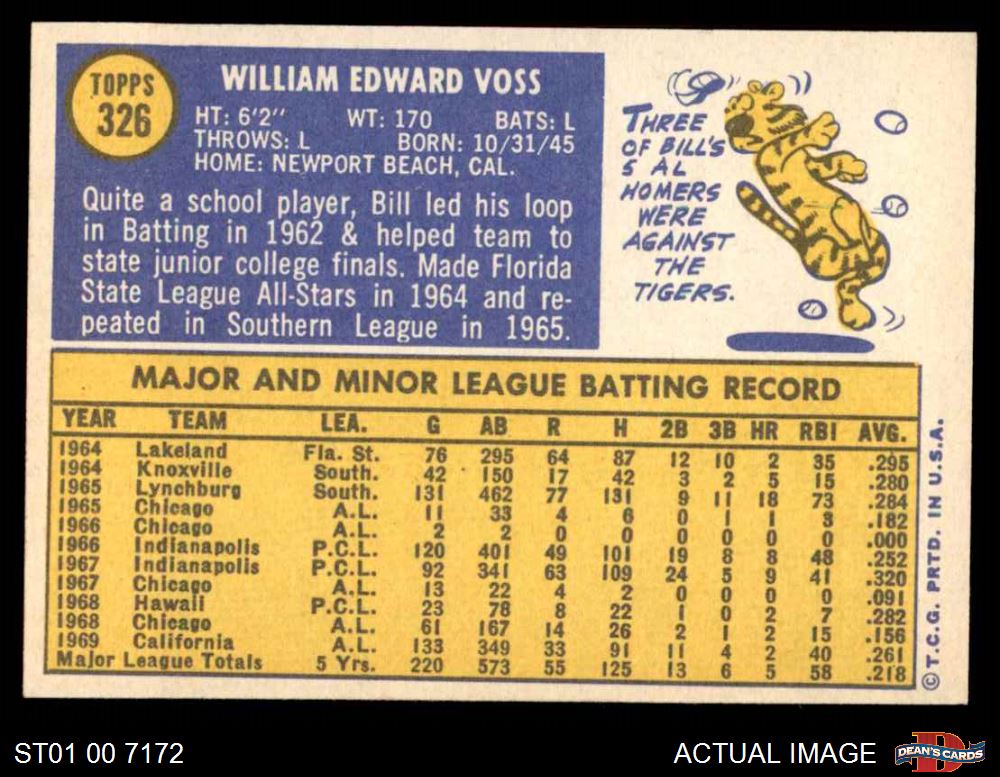 TOPPS
326
WILLIAM EDWARD VOSS
HT: 6'2" WT: 170 BATS: L
THROWS: L BORN: 10/31/45
HOME: NEWPORT BEACH, CAL.
Quite a school player, Bill led his loop
in Batting in 1962 & helped team to
state junior college finals. Made Florida
State League All-Stars in 1964 and re-
peated in Southern League in 1965.
THREE
OF BILL'S
5 AL
HOMERS
WERE
AGAINST
THE
TIGERS.
MAJOR AND MINOR LEAGUE BATTING RECORD
YEAR TEAM LEA. G AB R H 2B 3B HR RBI AVG.
1964 Lakeland Fla. St. 76 295 64 87 12 10 2 35 .295
1964 Knoxville South. 42 150 17 42 3 2 5 15 .280
1965 Lynchburg South. 131 462 77 131 9 11 18 73 .284
1965 Chicago A.L. 11 33 4 6 0 1 1 3 .182
1966 Chicago A.L. 2 2 0 0 0 0 0 0 .000
1966 Indianapolis P.C.L. 120 401 49 101 19 8 8 48 .252
1967 Indianapolis P.C.L. 92 341 63 109 24 5 9 41 .320
1967 Chicago A.L. 13 22 4 2 0 0 0 0 .091
1968 Hawaii P.C.L. 23 78 8 22 1 0 2 7 .282
1968 Chicago A.L. 61 167 14 26 2 1 2 15 .156
1969 California A.L. 133 349 33 91 11 4 2 40 .261
Major League Totals 5 Yrs. 220 573 55 125 13 6 5 58 .218
©T.C.G. PRTD. IN U.S.A.
ST01 00 7172
ACTUAL IMAGE
DEAN'S CARDS